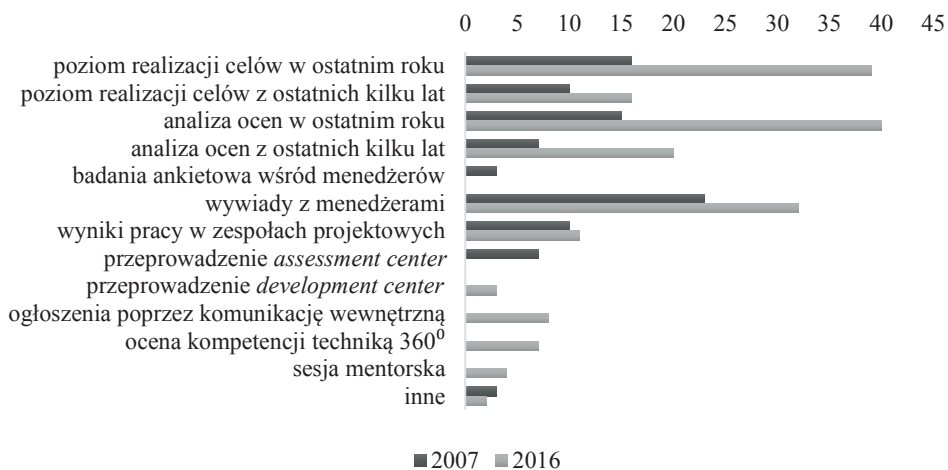 0 5 10 15 20 25 30 35 40 45
poziom realizacji celów w ostatnim roku
poziom realizacji celów z ostatnich kilku lat
analiza ocen w ostatnim roku
analiza ocen z ostatnich kilku lat
badania ankietowa wśród menedżerów
wywiady z menedżerami
wyniki pracy w zespołach projektowych
przeprowadzenie assessment center
przeprowadzenie development center
ogłoszenia poprzez komunikację wewnętrzną
ocena kompetencji techniką 360⁰
sesja mentorska
inne
2007 2016